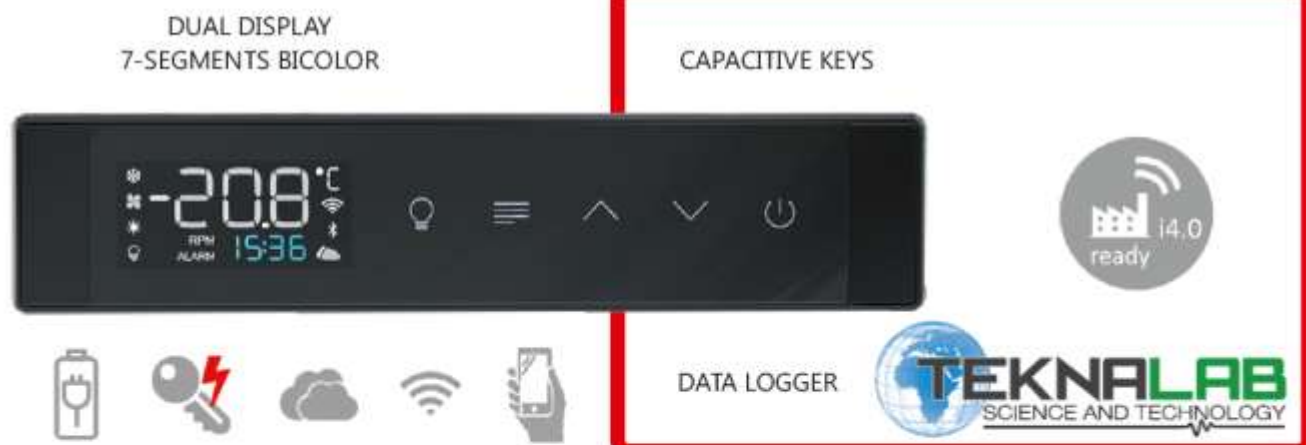 DUAL DISPLAY
7-SEGMENTS BICOLOR
CAPACITIVE KEYS
-20.8 °C
RPM
ALARM 15:36
i4.0
ready
DATA LOGGER
TEKNALAB
SCIENCE AND TECHNOLOGY